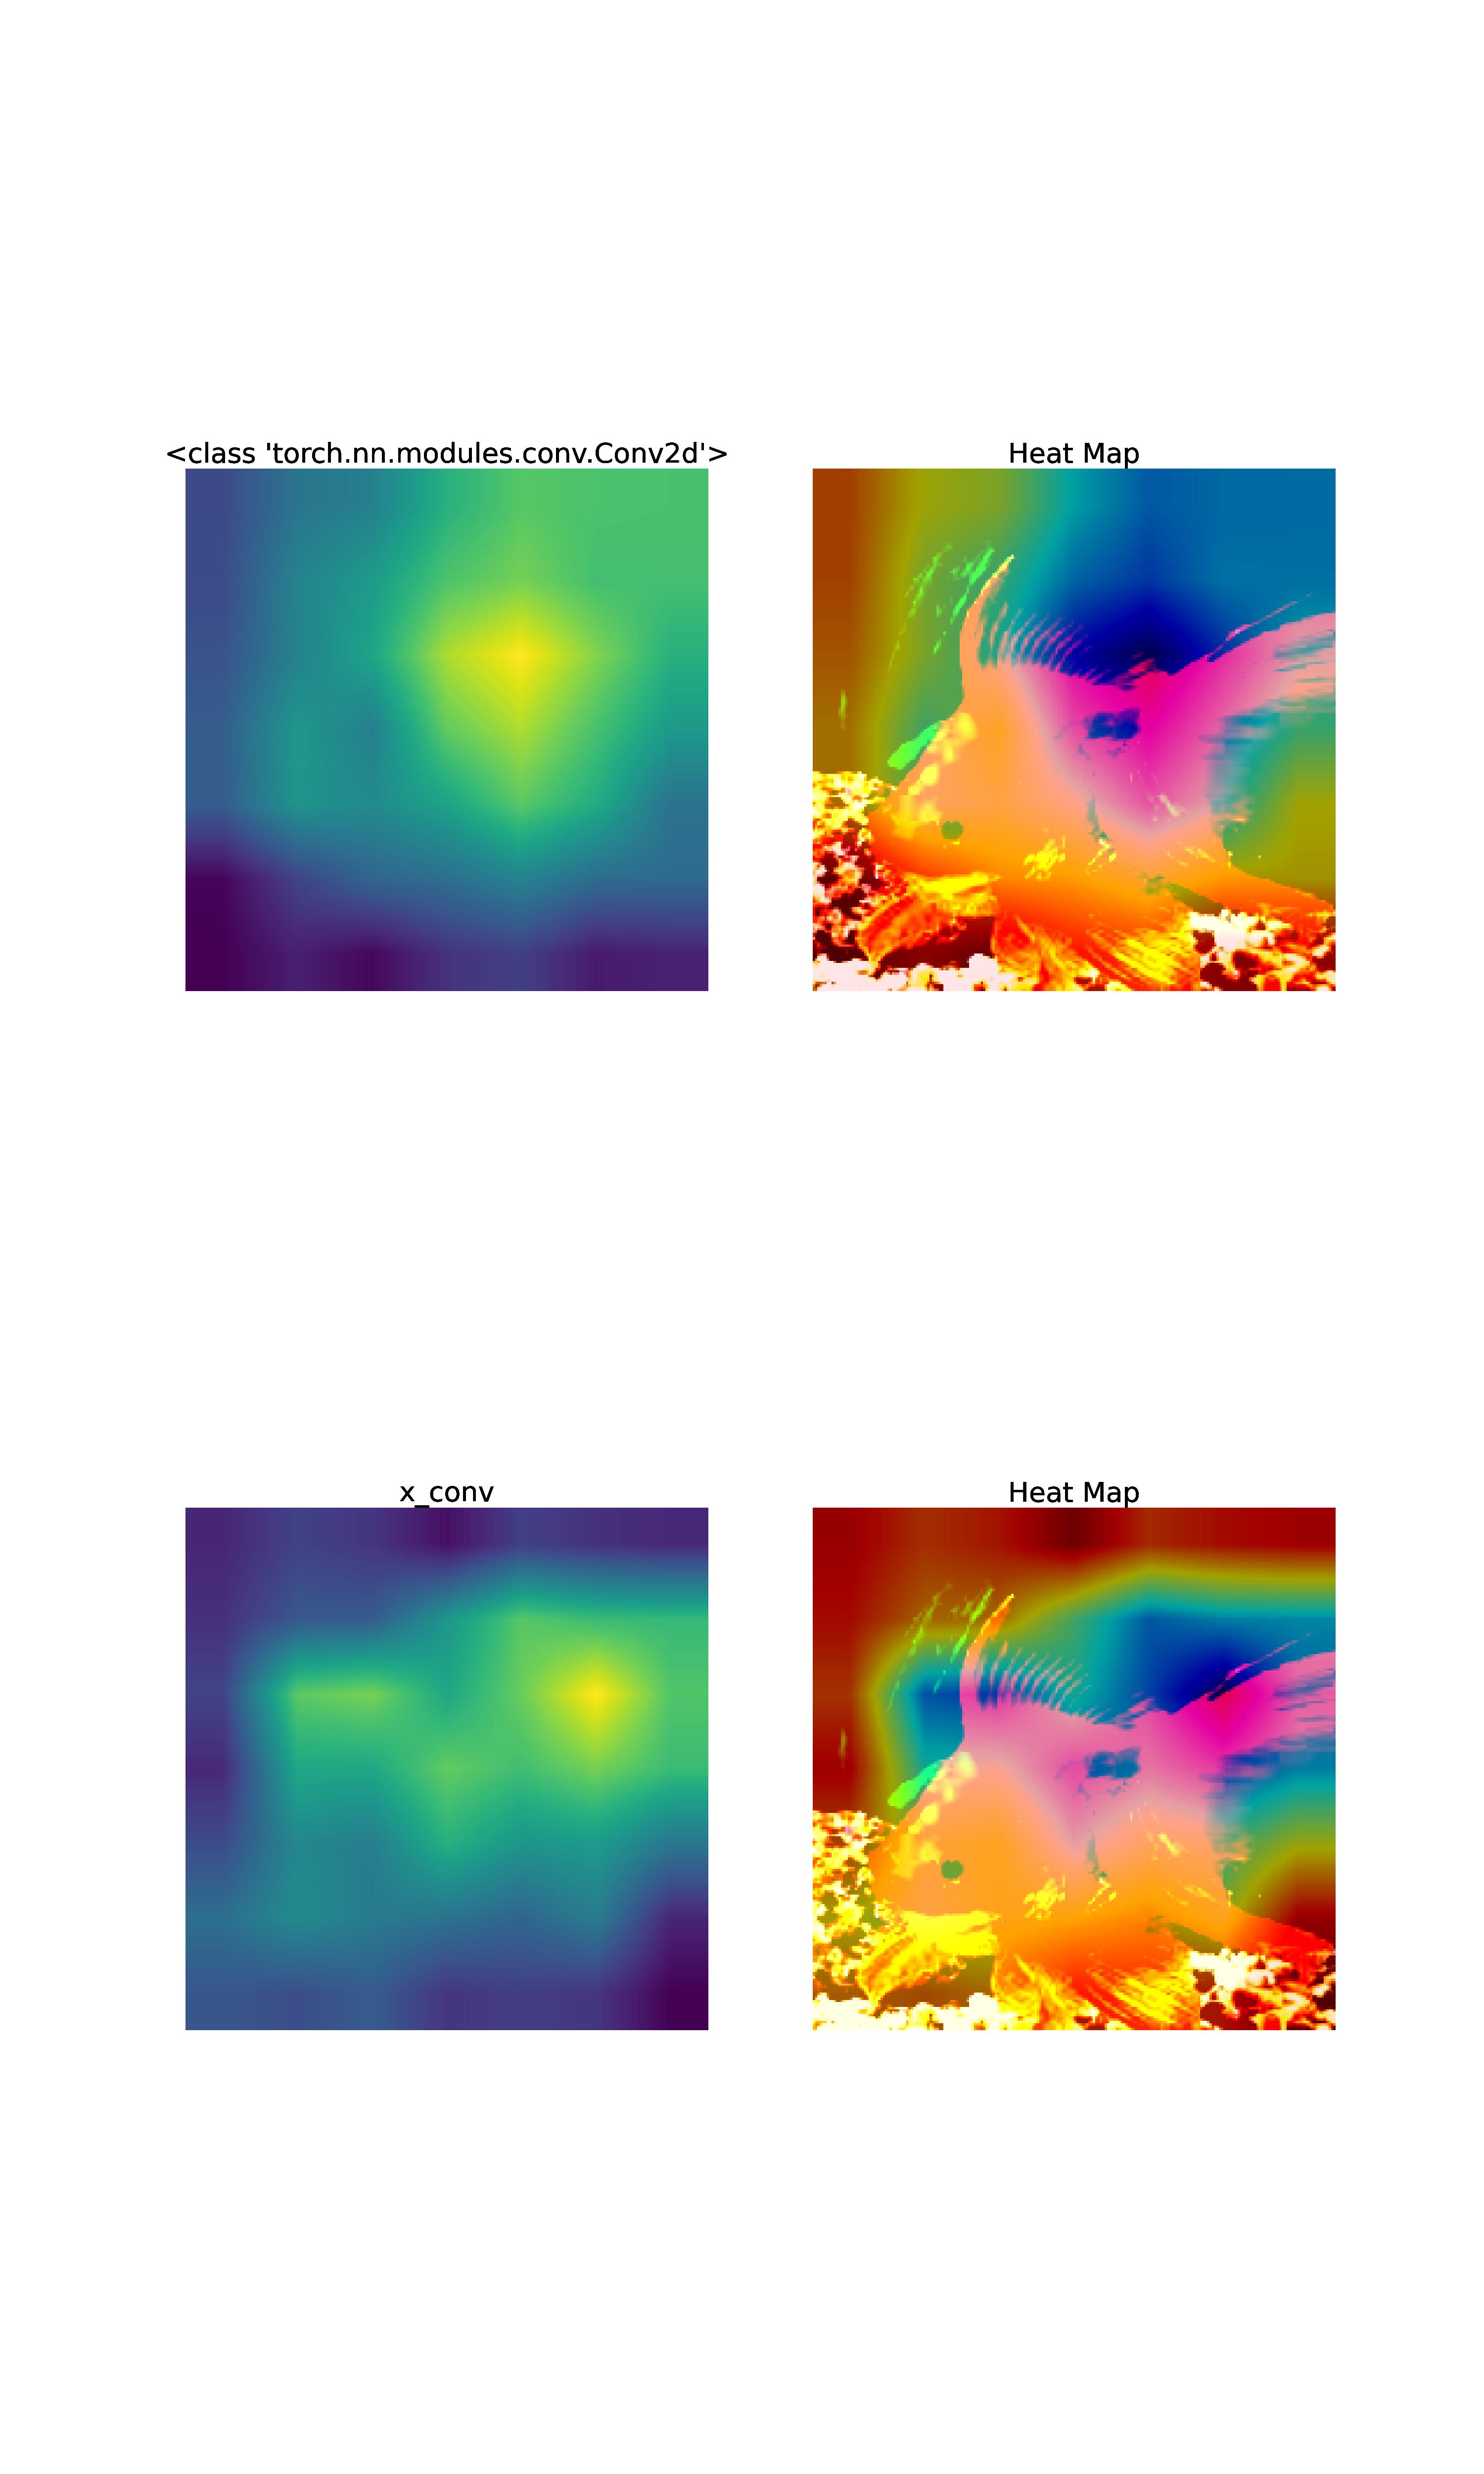 <class 'torch.nn.modules.conv.Conv2d'>
Heat Map
x_conv
Heat Map